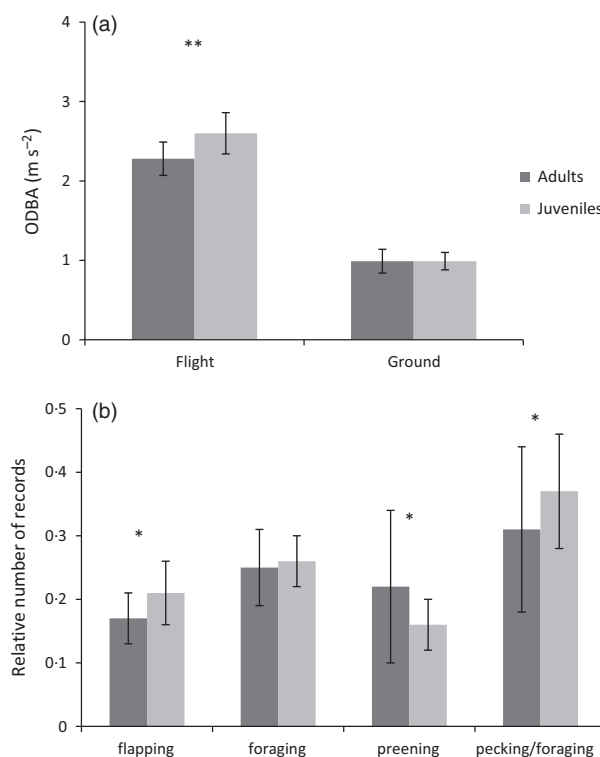 (a)
4
**
3
2
1
0
ODBA (m s⁻²)
Adults
Juveniles
Flight Ground
(b)
0·5
*
0·4
*
0·3
*
0·2
0·1
0
Relative number of records
flapping foraging preening pecking/foraging